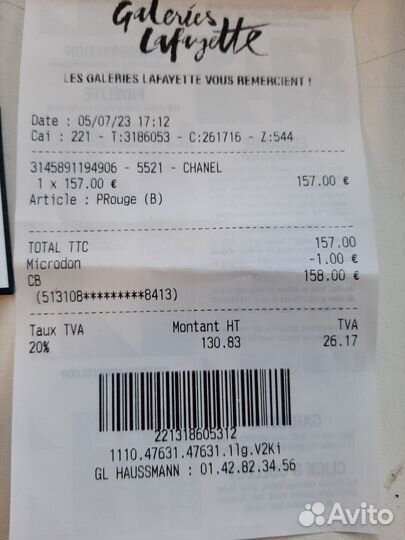 Galeries
Lafayette
LES GALERIES LAFAYETTE VOUS REMERCIENT !
Date : 05/07/23 17:12
Cai : 221 - T:3186053 - C:261716 - Z:544
3145891194906 - 5521 - CHANEL
1 x 157.00 € 157.00 €
Article : PRouge (B)
TOTAL TTC 157.00
Microdon -1.00 €
CB 158.00 €
(513108*********8413)
Taux TVA Montant HT TVA
20% 130.83 26.17
221318605312
1110.47631.47631.1lg.V2Ki
GL HAUSSMANN : 01.42.82.34.56
Avito